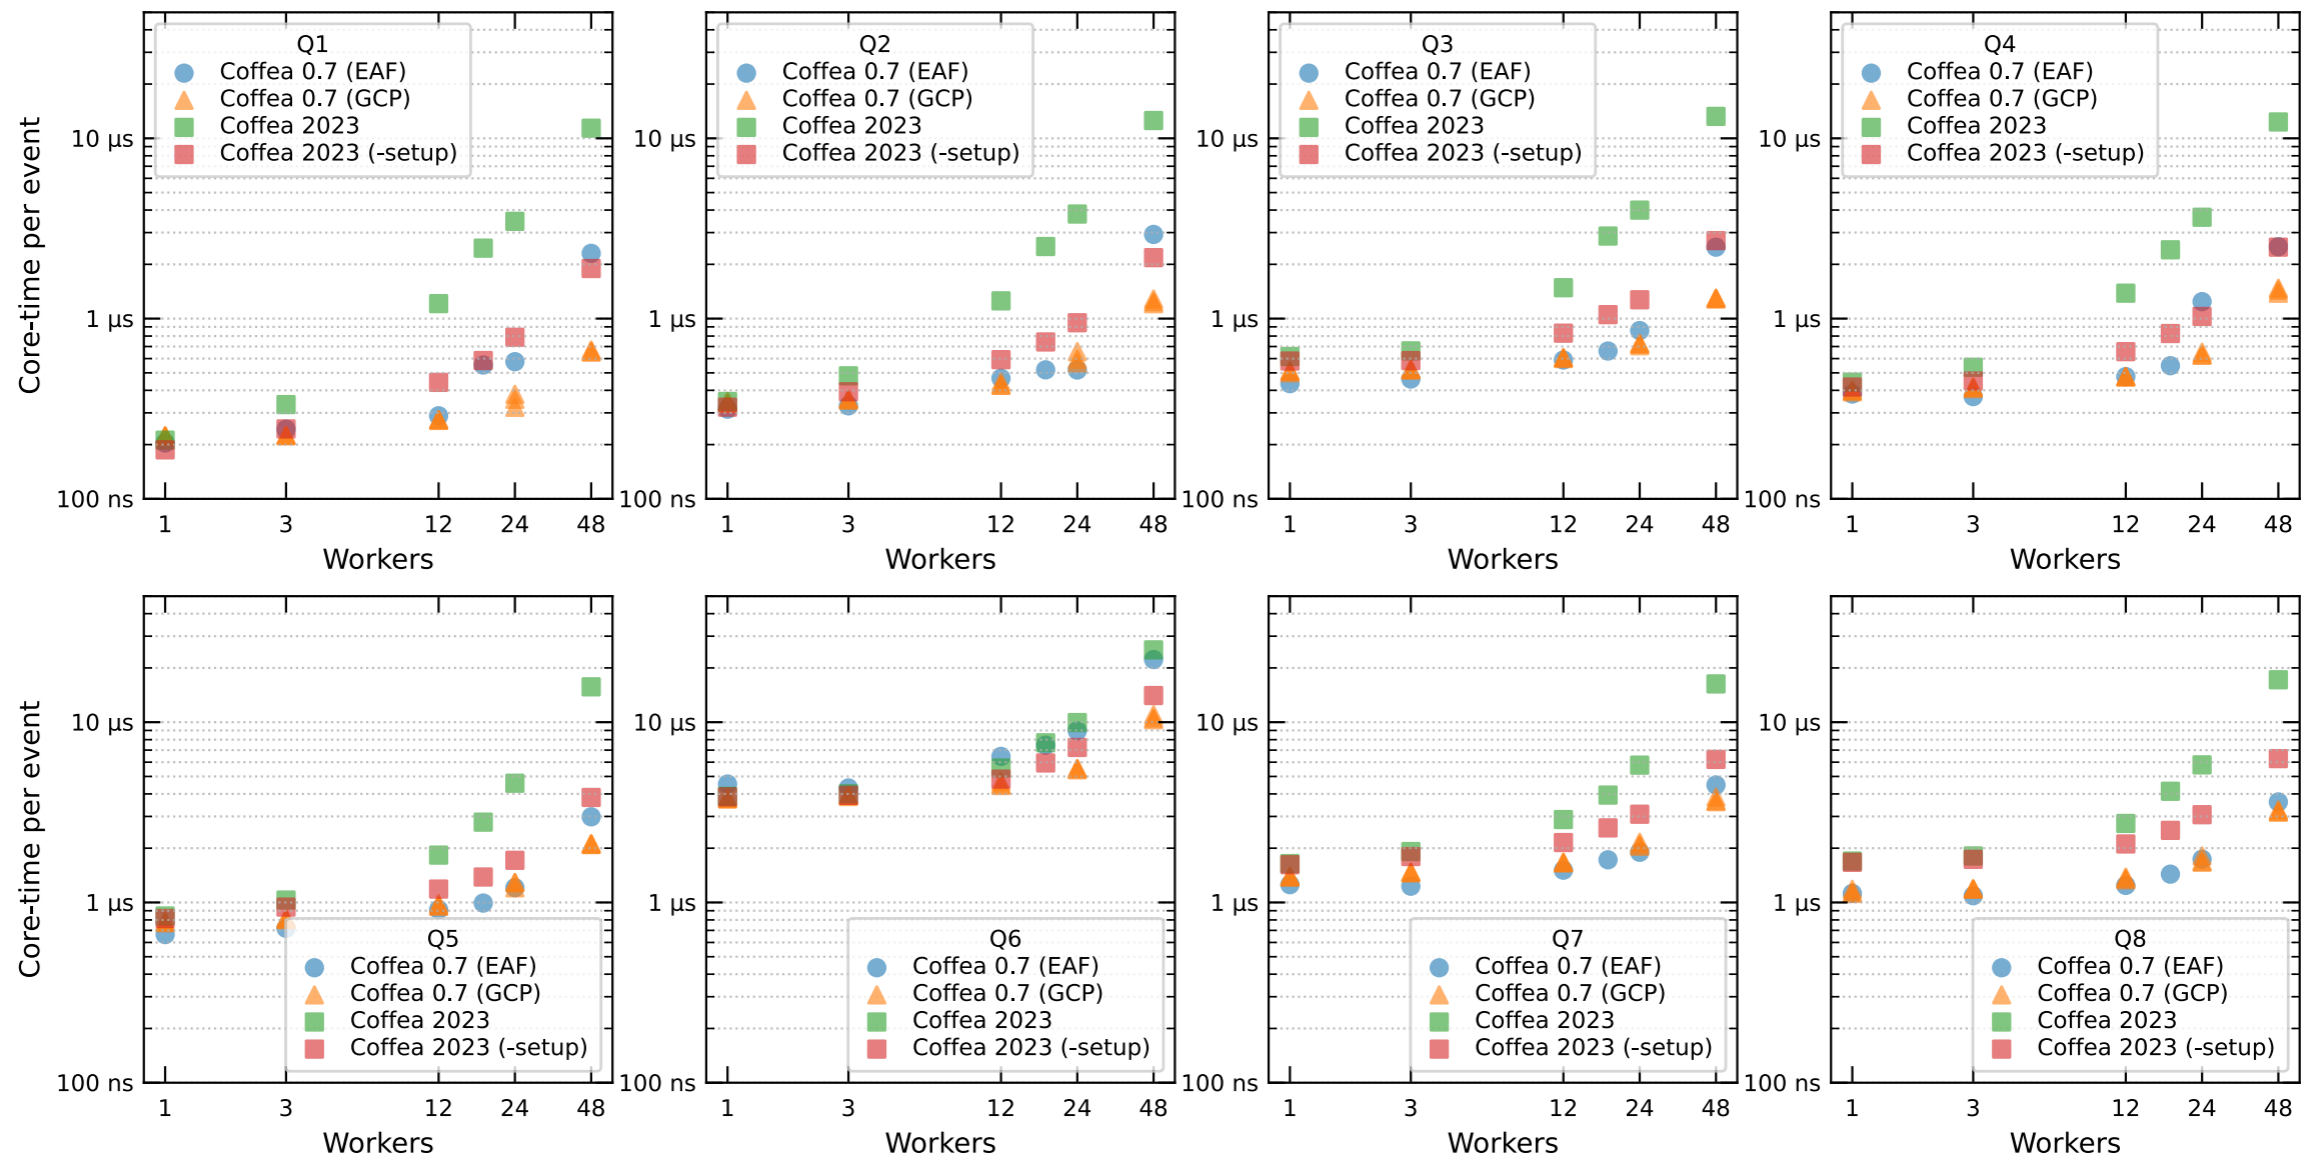 Q1
Coffea 0.7 (EAF)
Coffea 0.7 (GCP)
Coffea 2023
Coffea 2023 (-setup)
10 µs
1 µs
100 ns
Core-time per event
1 3 12 24 48
Workers
Q2
Coffea 0.7 (EAF)
Coffea 0.7 (GCP)
Coffea 2023
Coffea 2023 (-setup)
10 µs
1 µs
100 ns
1 3 12 24 48
Workers
Q3
Coffea 0.7 (EAF)
Coffea 0.7 (GCP)
Coffea 2023
Coffea 2023 (-setup)
10 µs
1 µs
100 ns
1 3 12 24 48
Workers
Q4
Coffea 0.7 (EAF)
Coffea 0.7 (GCP)
Coffea 2023
Coffea 2023 (-setup)
10 µs
1 µs
100 ns
1 3 12 24 48
Workers
10 µs
1 µs
100 ns
Core-time per event
Q5
Coffea 0.7 (EAF)
Coffea 0.7 (GCP)
Coffea 2023
Coffea 2023 (-setup)
1 3 12 24 48
Workers
10 µs
1 µs
100 ns
Q6
Coffea 0.7 (EAF)
Coffea 0.7 (GCP)
Coffea 2023
Coffea 2023 (-setup)
1 3 12 24 48
Workers
10 µs
1 µs
100 ns
Q7
Coffea 0.7 (EAF)
Coffea 0.7 (GCP)
Coffea 2023
Coffea 2023 (-setup)
1 3 12 24 48
Workers
10 µs
1 µs
100 ns
Q8
Coffea 0.7 (EAF)
Coffea 0.7 (GCP)
Coffea 2023
Coffea 2023 (-setup)
1 3 12 24 48
Workers